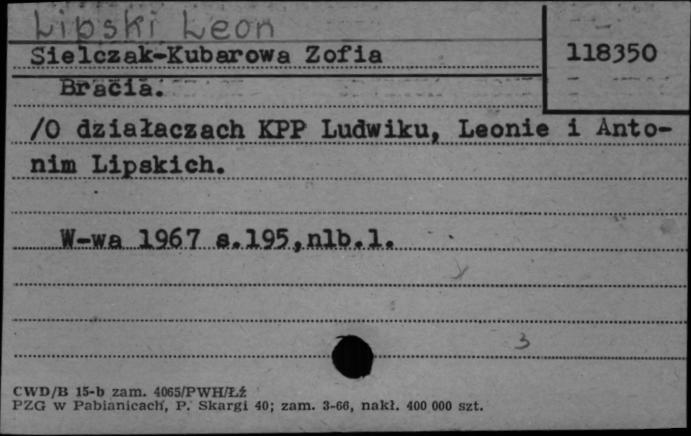 Lipski Leon
Sielczak-Kubarowa Zofia
118350
Bracia.
/O działaczach KPP Ludwiku, Leonie i Anto-
nim Lipskich.
W-wa 1967 s.195,nlb.1.
3
CWD/B 15-b zam. 4065/PWH/Łź
PZG w Pabianicach, P. Skargi 40; zam. 3-66, nakł. 400 000 szt.